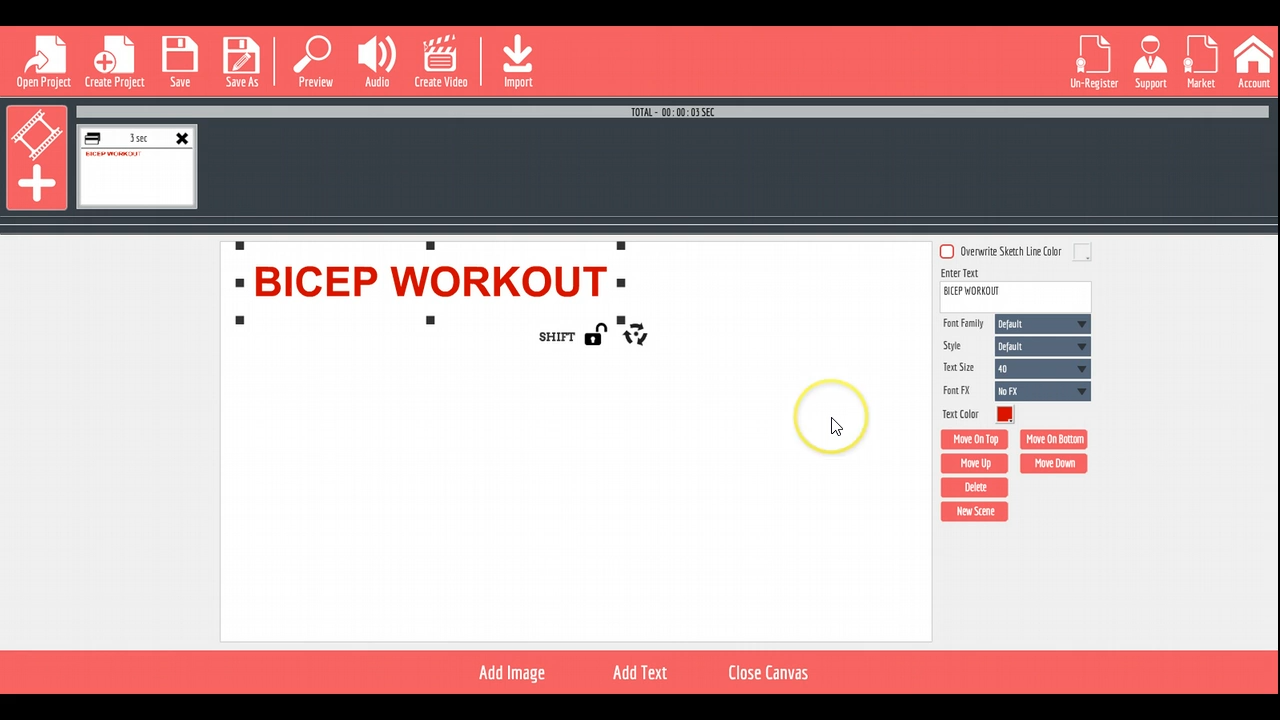 Open Project Create Project Save Save As Preview Audio Create Video Import Un-Register Support Market Account
TOTAL - 00 : 00 : 03 SEC
3 sec
BICEP WORKOUT
BICEP WORKOUT
SHIFT
Overwrite Sketch Line Color
Enter Text
BICEP WORKOUT
Font Family Default
Style Default
Text Size 40
Font FX No FX
Text Color
Move On Top Move On Bottom
Move Up Move Down
Delete
New Scene
Add Image Add Text Close Canvas